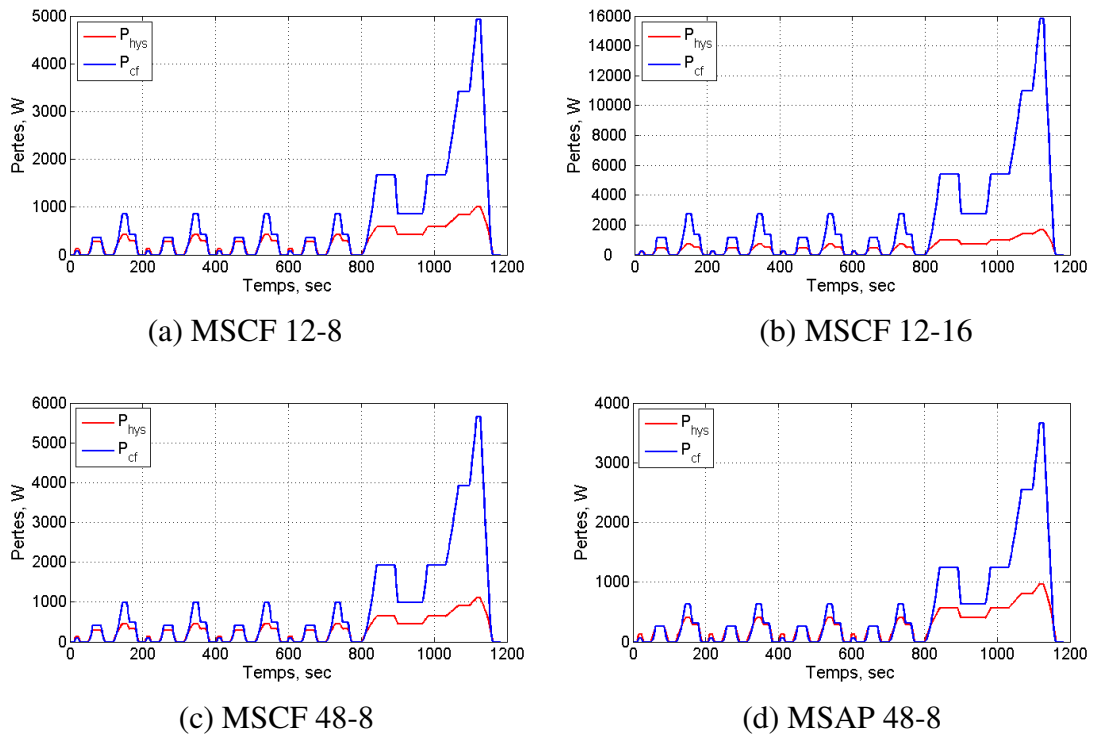 5000
4000
3000
2000
1000
0
P_hys
P_cf
Pertes, W
0 200 400 600 800 1000 1200
Temps, sec
(a) MSCF 12-8
16000
14000
12000
10000
8000
6000
4000
2000
0
P_hys
P_cf
Pertes, W
0 200 400 600 800 1000 1200
Temps, sec
(b) MSCF 12-16
6000
5000
4000
3000
2000
1000
0
P_hys
P_cf
Pertes, W
0 200 400 600 800 1000 1200
Temps, sec
(c) MSCF 48-8
4000
3000
2000
1000
0
P_hys
P_cf
Pertes, W
0 200 400 600 800 1000 1200
Temps, sec
(d) MSAP 48-8